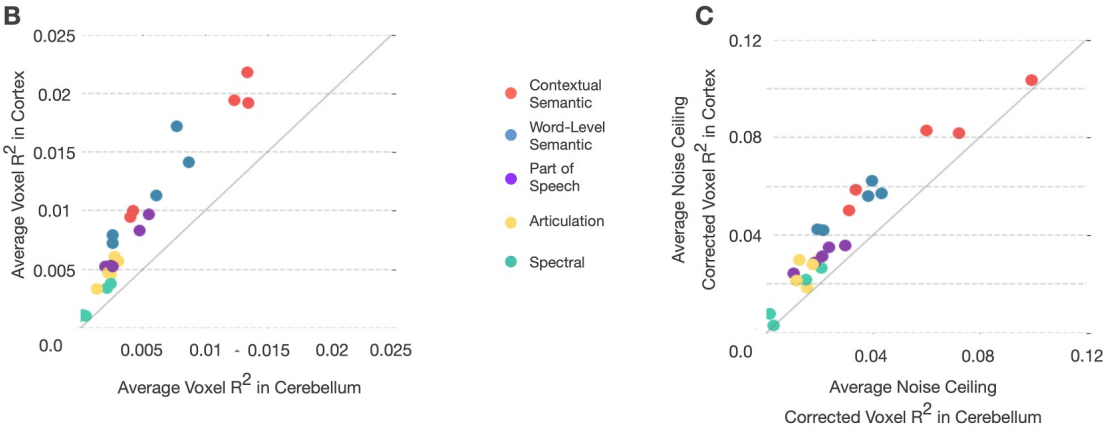 B
Average Voxel R2 in Cortex
0.025
0.02
0.015
0.01
0.005
0.0
0.005 0.01 - 0.015 0.02 0.025
Average Voxel R2 in Cerebellum
Contextual
Semantic
Word-Level
Semantic
Part of
Speech
Articulation
Spectral
C
Average Noise Ceiling
Corrected Voxel R2 in Cortex
0.12
0.08
0.04
0.0
0.04 0.08 0.12
Average Noise Ceiling
Corrected Voxel R2 in Cerebellum